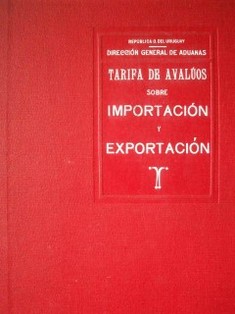 REPÚBLICA O. DEL URUGUAY
DIRECCIÓN GENERAL DE ADUANAS
TARIFA DE AVALÚOS
SOBRE
IMPORTACIÓN
Y
EXPORTACIÓN